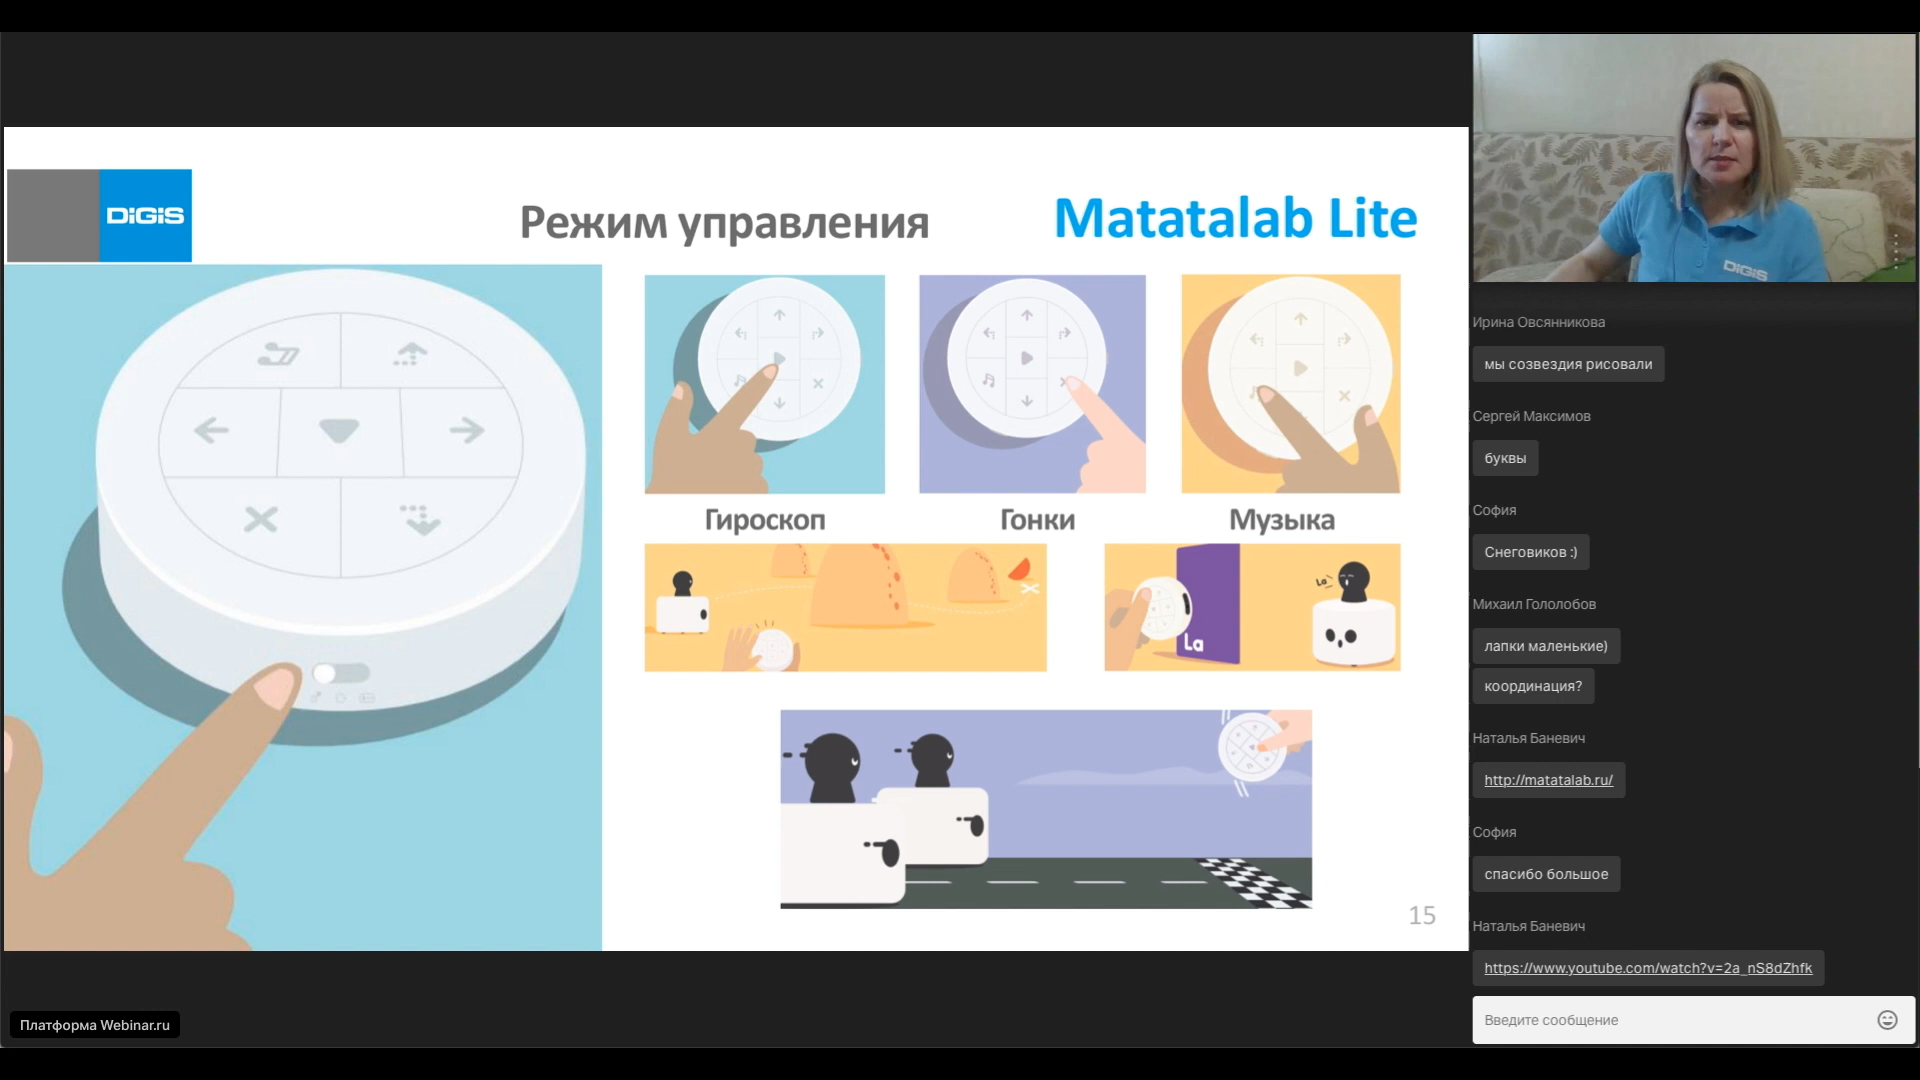 DiGiS
Режим управления
Matatalab Lite
Гироскоп
Гонки
Музыка
La
La
15
Платформа Webinar.ru
DiGiS
Ирина Овсянникова
мы созвездия рисовали
Сергей Максимов
буквы
София
Снеговиков :)
Михаил Гололобов
лапки маленькие)
координация?
Наталья Баневич
http://matatalab.ru/
София
спасибо большое
Наталья Баневич
https://www.youtube.com/watch?v=2a_nS8dZhfk
Введите сообщение